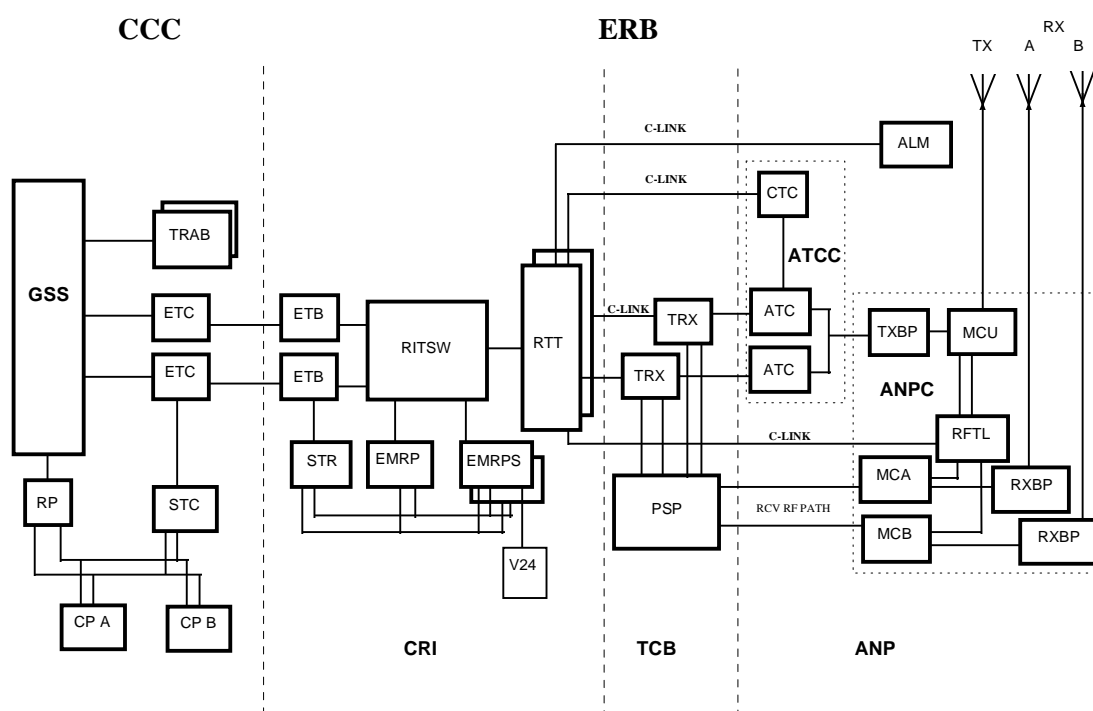 CCC
ERB
RX
TX
A
B
C-LINK
ALM
C-LINK
CTC
TRAB
ATCC
GSS
ETC
ETB
RITSW
RTT
C-LINK
TRX
ATC
TXBP
MCU
ETC
ETB
TRX
ATC
ANPC
C-LINK
RFTL
STR
EMRP
EMRPS
MCA
RXBP
RP
STC
PSP
RCV RF PATH
MCB
RXBP
V24
CP A
CP B
CRI
TCB
ANP